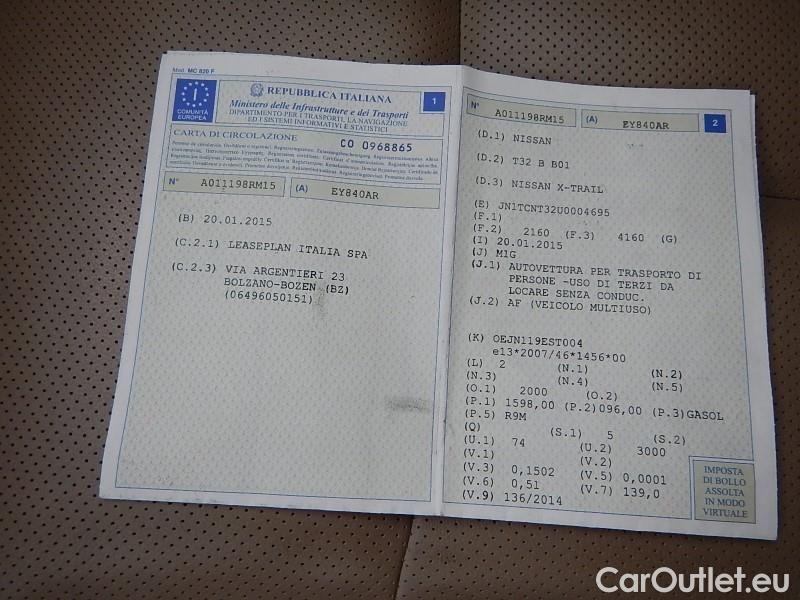 Mod. MC 820 F
COMUNITÀ
EUROPEA
REPUBBLICA ITALIANA
1
Ministero delle Infrastrutture e dei Trasporti
DIPARTIMENTO PER I TRASPORTI, LA NAVIGAZIONE
ED I SISTEMI INFORMATIVI E STATISTICI
CARTA DI CIRCOLAZIONE
CO 0968865
N° A011198RM15 (A) EY840AR
(B) 20.01.2015
(C.2.1) LEASEPLAN ITALIA SPA
(C.2.3) VIA ARGENTIERI 23
BOLZANO-BOZEN (BZ)
(06496050151)
N° A011198RM15 (A) EY840AR 2
(D.1) NISSAN
(D.2) T32 B B01
(D.3) NISSAN X-TRAIL
(E) JN1TCNT32U0004695
(F.1)
(F.2) 2160 (F.3) 4160 (G)
(I) 20.01.2015
(J) M1G
(J.1) AUTOVETTURA PER TRASPORTO DI
PERSONE -USO DI TERZI DA
LOCARE SENZA CONDUC.
(J.2) AF (VEICOLO MULTIUSO)
(K) OEJN119EST004
e13*2007/46*1456*00
(L) 2 (N.1) (N.2)
(N.3) (N.4) (N.5)
(O.1) 2000 (O.2)
(P.1) 1598,00 (P.2)096,00 (P.3)GASOL
(P.5) R9M
(Q) (S.1) 5 (S.2)
(U.1) 74 (U.2) 3000
(V.1) (V.2)
(V.3) 0,1502 (V.5) 0,0001
(V.6) 0,51 (V.7) 139,0
(V.9) 136/2014
IMPOSTA
DI BOLLO
ASSOLTA
IN MODO
VIRTUALE
CarOutlet.eu